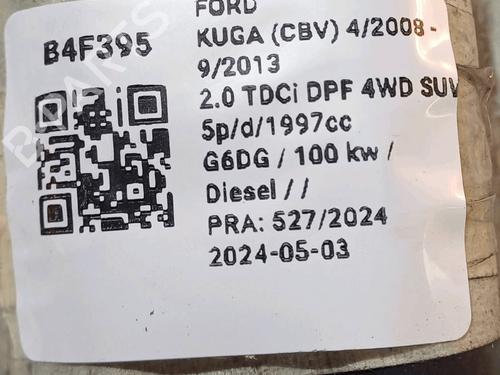 FORD
B4F395
KUGA (CBV) 4/2008 -
9/2013
2.0 TDCi DPF 4WD SUV
5p/d/1997cc
G6DG / 100 kw /
Diesel / /
PRA: 527/2024
2024-05-03